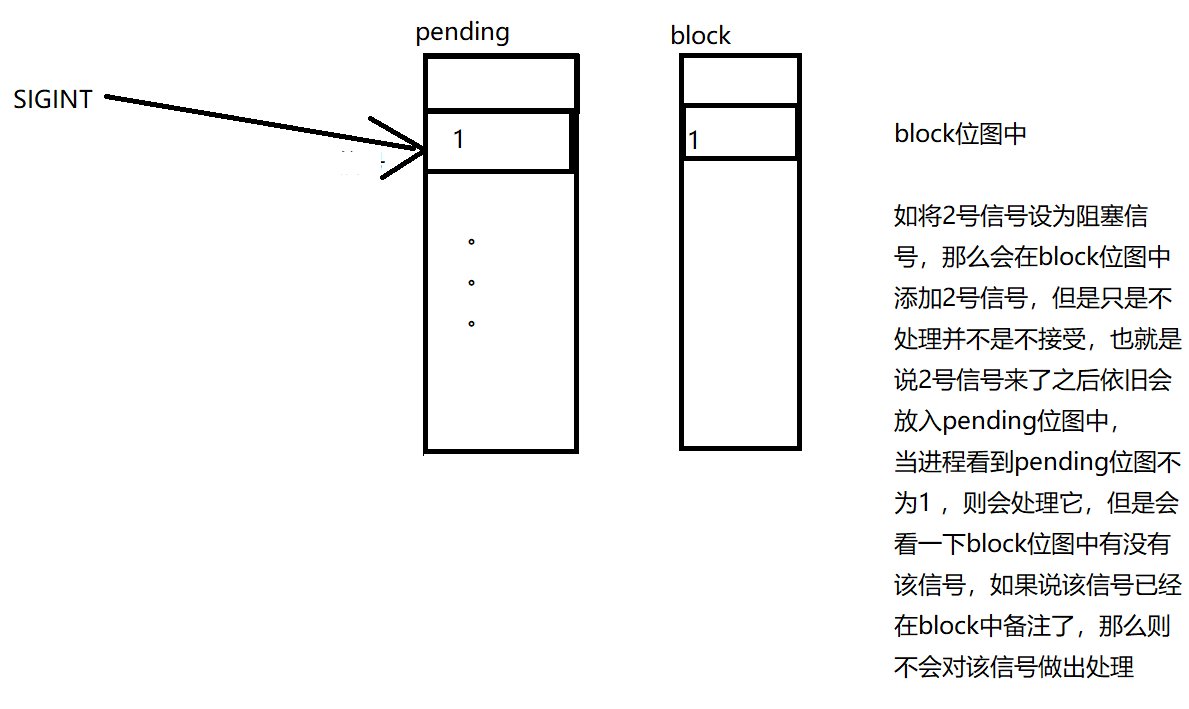 pending
block
SIGINT
1
1
block位图中
如将2号信号设为阻塞信
号，那么会在block位图中
添加2号信号，但是只是不
处理并不是不接受，也就是
说2号信号来了之后依旧会
放入pending位图中，
当进程看到pending位图不
为1 ，则会处理它，但是会
看一下block位图中有没有
该信号，如果说该信号已经
在block中备注了，那么则
不会对该信号做出处理